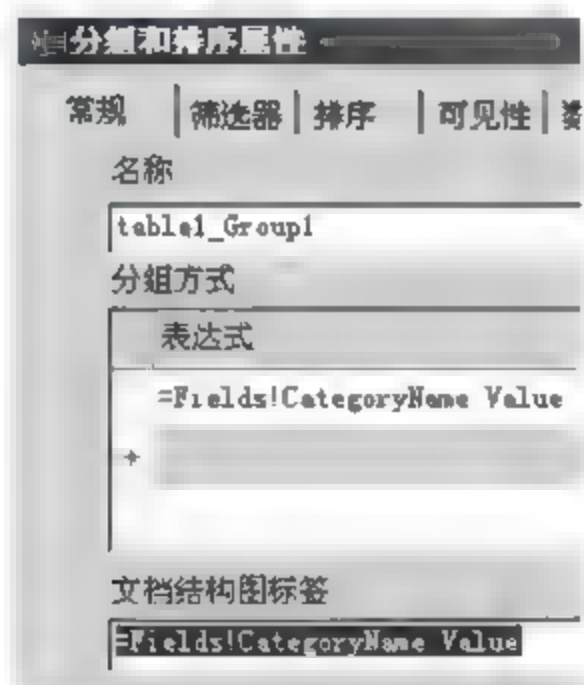 分组和排序属性
常规 筛选器 排序 可见性
名称
table1_Group1
分组方式
表达式
=Fields!CategoryName Value
文档结构图标签
=Fields!CategoryName Value